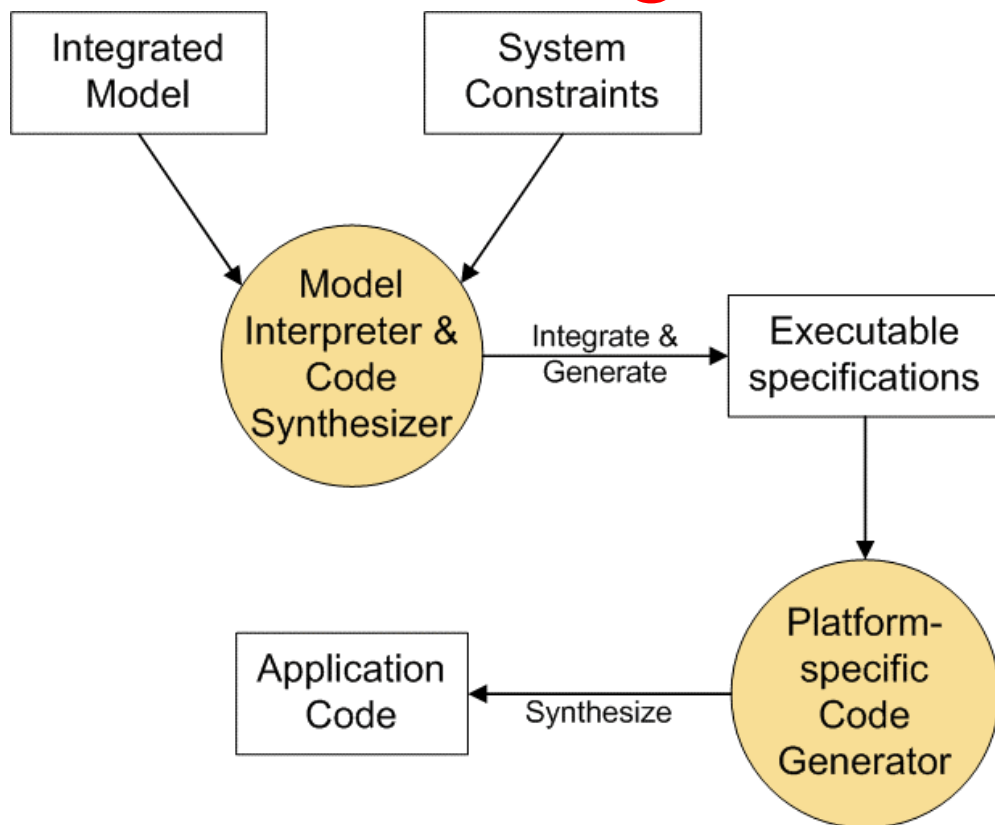 Integrated
Model
System
Constraints
Model
Interpreter &
Code
Synthesizer
Integrate &
Generate
Executable
specifications
Platform-
specific
Code
Generator
Synthesize
Application
Code